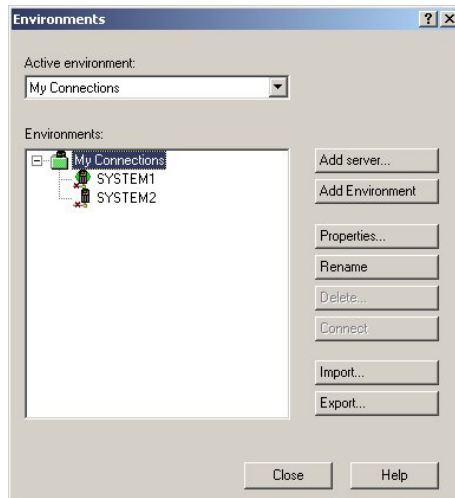 Environments
Active environment:
My Connections
Environments:
My Connections
SYSTEM1
SYSTEM2
Add server...
Add Environment
Properties...
Rename
Delete...
Connect
Import...
Export...
Close
Help